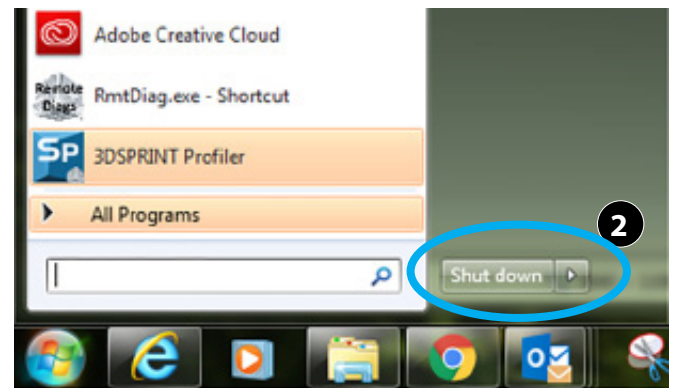 Adobe Creative Cloud
Remote
Diags
RmtDiag.exe - Shortcut
SP
3DSPRINT Profiler
All Programs
2
Shut down